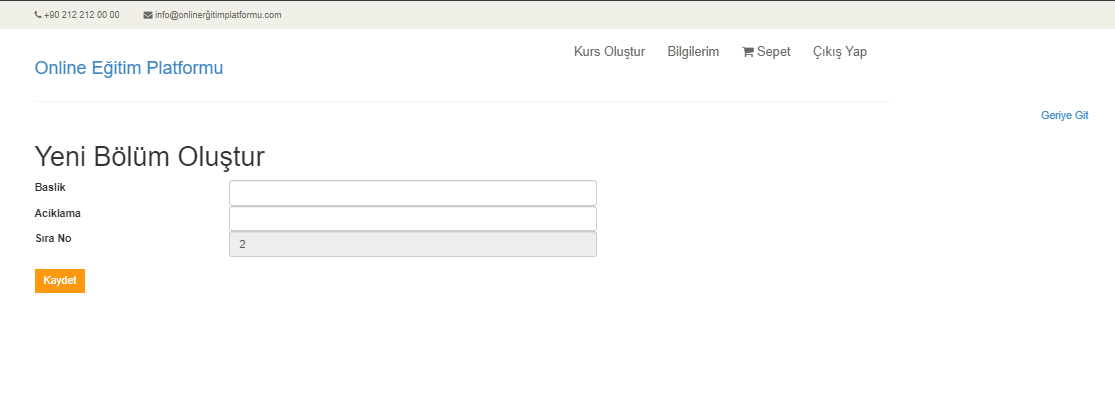 +90 212 212 00 00 info@onlinerğitimplatformu.com
Kurs Oluştur Bilgilerim Sepet Çıkış Yap
Online Eğitim Platformu
Geriye Git
Yeni Bölüm Oluştur
Baslik
Aciklama
Sıra No 2
Kaydet